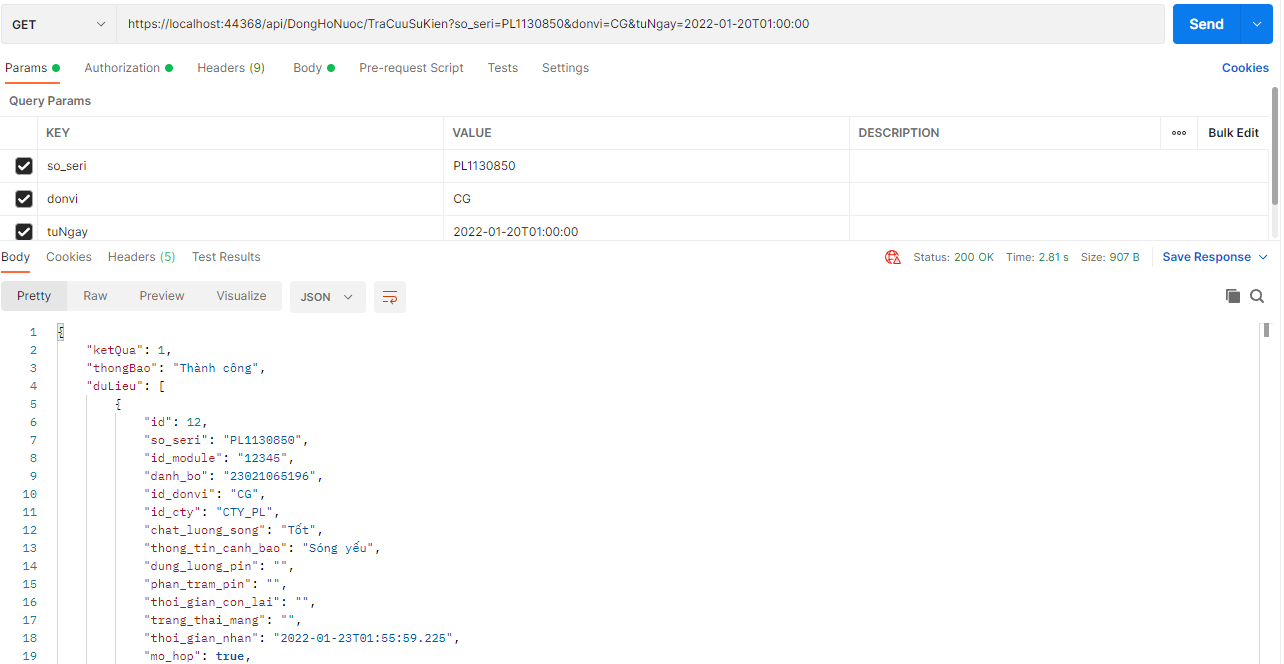 GET https://localhost:44368/api/DongHoNuoc/TraCuuSuKien?so_seri=PL1130850&donvi=CG&tuNgay=2022-01-20T01:00:00 Send
Params Authorization Headers (9) Body Pre-request Script Tests Settings Cookies
Query Params
KEY VALUE DESCRIPTION ooo Bulk Edit
so_seri PL1130850
donvi CG
tuNgay 2022-01-20T01:00:00
Body Cookies Headers (5) Test Results Status: 200 OK Time: 2.81 s Size: 907 B Save Response
Pretty Raw Preview Visualize JSON
1 {
2 "ketQua": 1,
3 "thongBao": "Thành công",
4 "duLieu": [
5 {
6 "id": 12,
7 "so_seri": "PL1130850",
8 "id_module": "12345",
9 "danh_bo": "23021065196",
10 "id_donvi": "CG",
11 "id_cty": "CTY_PL",
12 "chat_luong_song": "Tốt",
13 "thong_tin_canh_bao": "Sóng yếu",
14 "dung_luong_pin": "",
15 "phan_tram_pin": "",
16 "thoi_gian_con_lai": "",
17 "trang_thai_mang": "",
18 "thoi_gian_nhan": "2022-01-23T01:55:59.225",
19 "mo_hop": true,